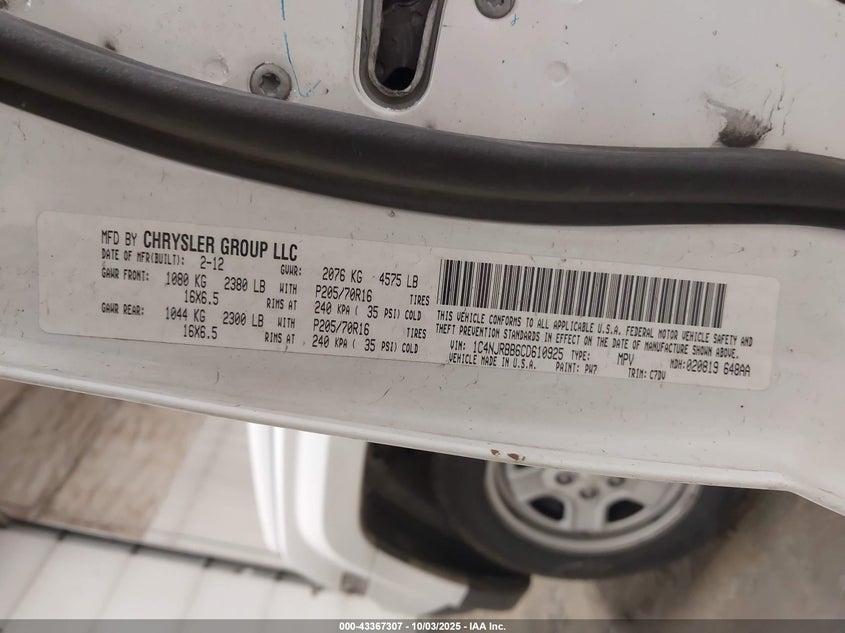 MFD BY CHRYSLER GROUP LLC
DATE OF MFR(BUILT): 2-12 GVWR: 2076 KG 4575 LB
GAWR FRONT: 1080 KG 2380 LB WITH P205/70R16 TIRES
16X6.5 RIMS AT 240 KPA ( 35 PSI) COLD
GAWR REAR: 1044 KG 2300 LB WITH P205/70R16 TIRES
16X6.5 RIMS AT 240 KPA ( 35 PSI) COLD
THIS VEHICLE CONFORMS TO ALL APPLICABLE U.S.A. FEDERAL MOTOR VEHICLE SAFETY AND
THEFT PREVENTION STANDARDS IN EFFECT ON THE DATE OF MANUFACTURE SHOWN ABOVE.
VIN: 1C4NJRBB6CD610925 TYPE: MPV MDH: 020819 648AA
VEHICLE MADE IN U.S.A. PAINT: PW7 TRIM: C7DV
000-43367307 - 10/03/2025 - IAA Inc.